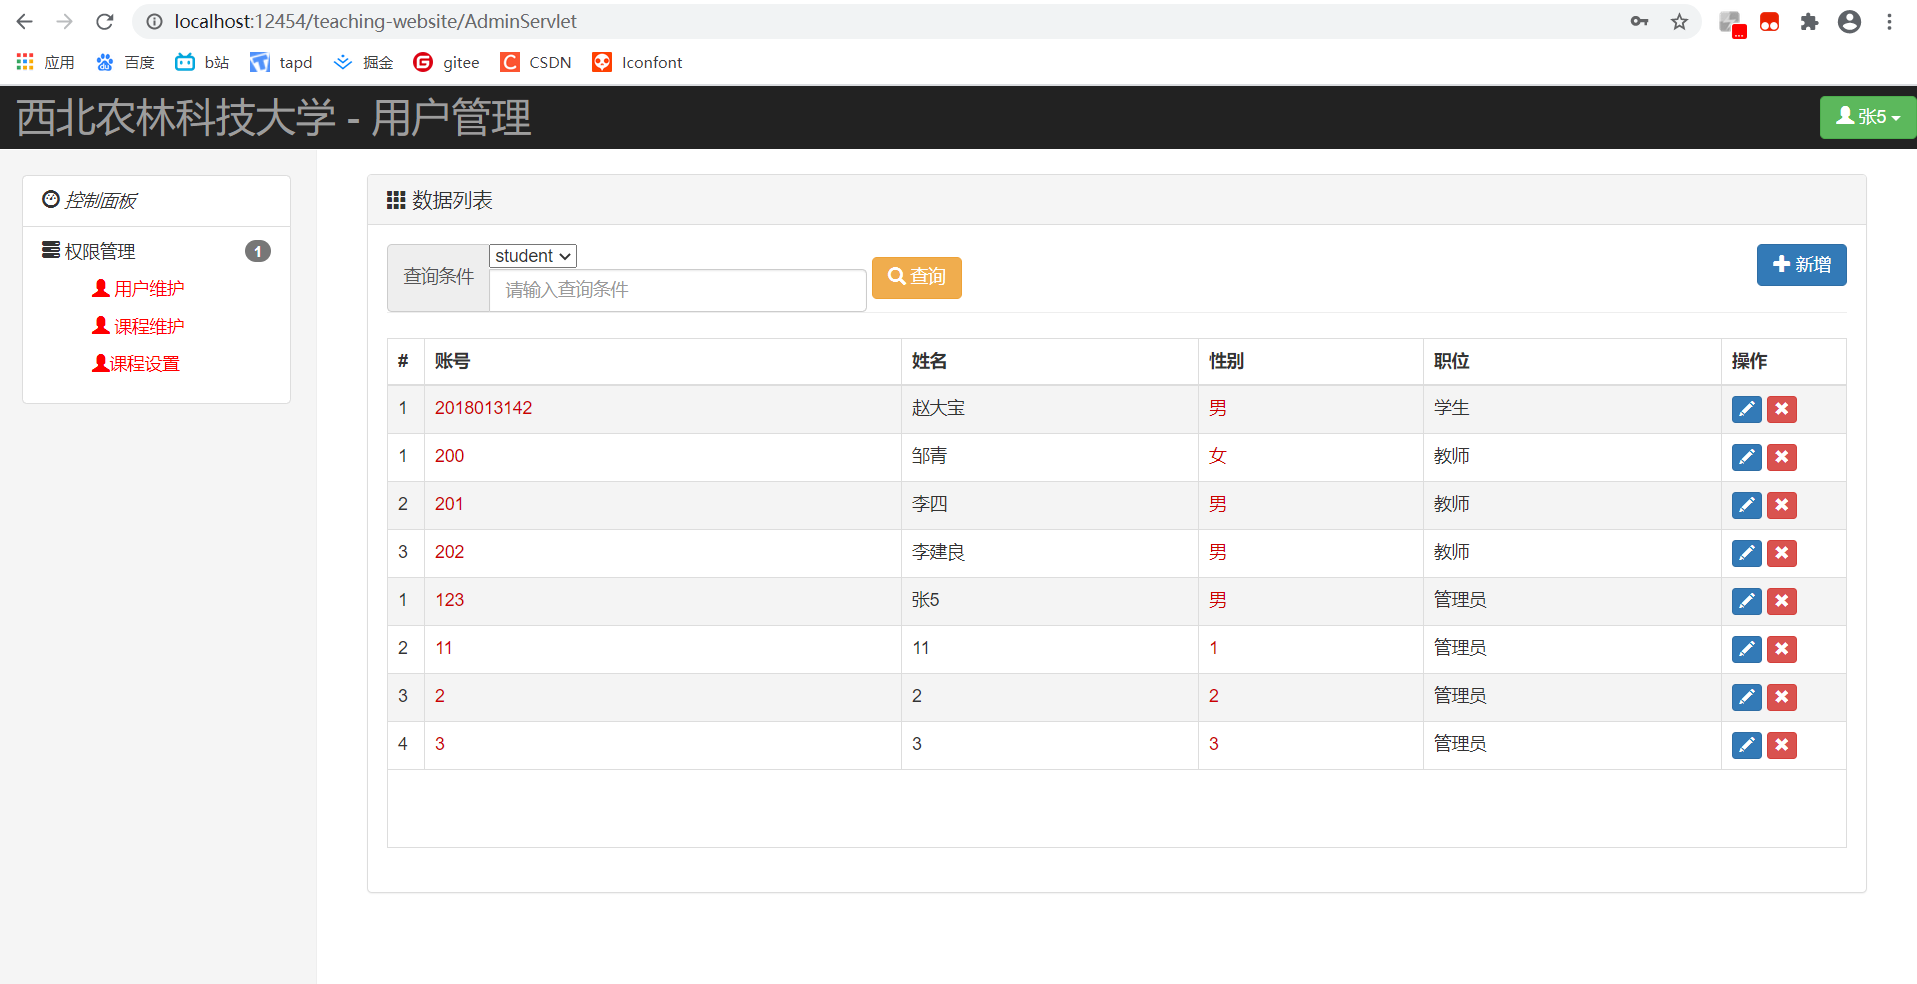 localhost:12454/teaching-website/AdminServlet
应用 百度 b站 tapd 掘金 gitee CSDN Iconfont
西北农林科技大学 - 用户管理
张5
控制面板
权限管理 1
用户维护
课程维护
课程设置
数据列表
查询条件 student
请输入查询条件
查询
新增
# 账号 姓名 性别 职位 操作
1 2018013142 赵大宝 男 学生
1 200 邹青 女 教师
2 201 李四 男 教师
3 202 李建良 男 教师
1 123 张5 男 管理员
2 11 11 1 管理员
3 2 2 2 管理员
4 3 3 3 管理员